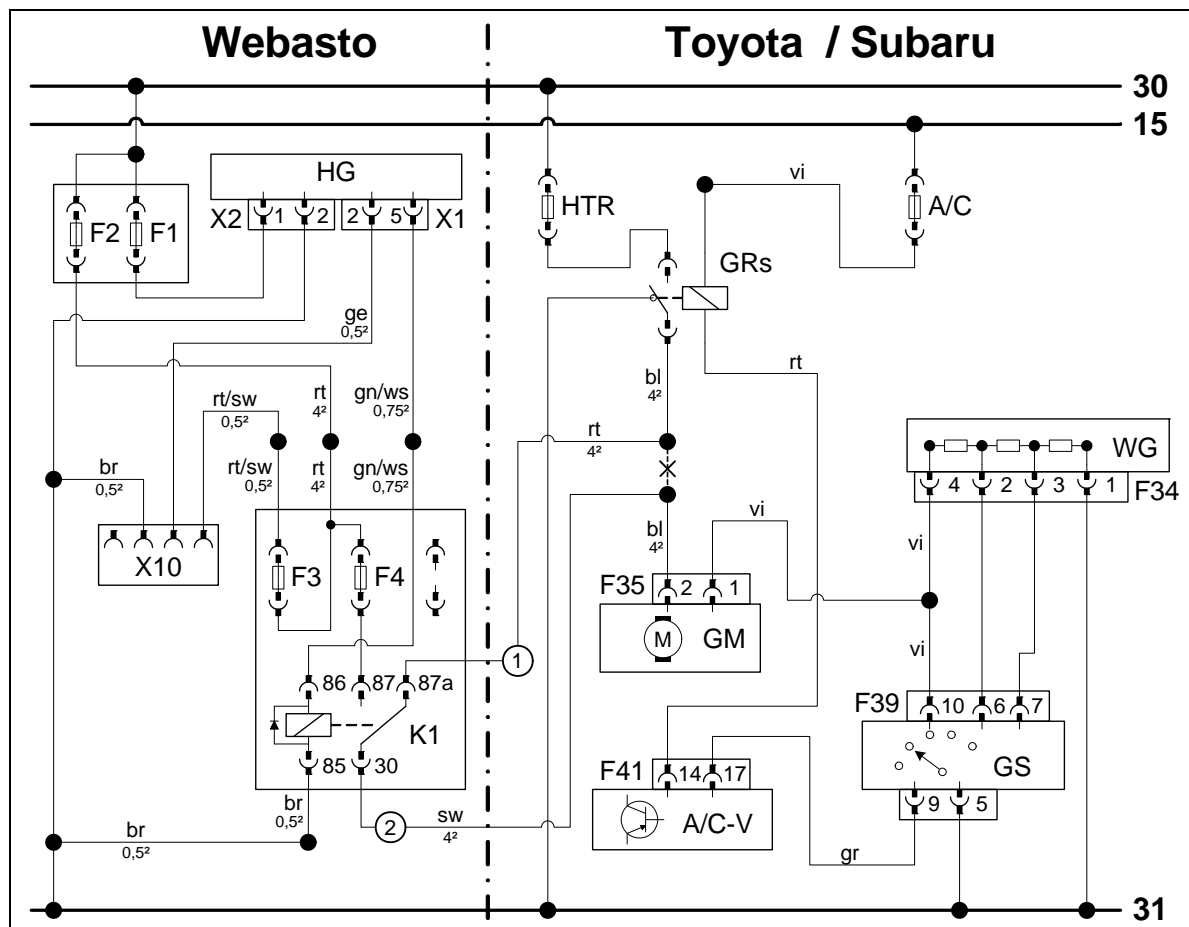 Webasto
Toyota / Subaru
30
15
HG
X2 1 2 2 5 X1
F2 F1
HTR
vi
A/C
GRs
ge
0,5²
rt
bl
4²
rt/sw
0,5²
rt
4²
gn/ws
0,75²
rt
4²
WG
4 2 3 1 F34
br
0,5²
rt/sw
0,5²
rt
4²
gn/ws
0,75²
vi
bl
4²
vi
X10
F3 F4
F35 2 1
M GM
vi
1
86 87 87a
K1
85 30
F39 10 6 7
GS
9 5
F41 14 17
A/C-V
br
0,5²
2
sw
4²
br
0,5²
gr
31